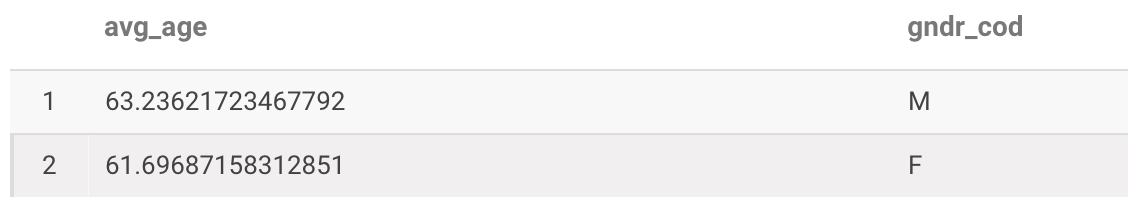 avg_age gndr_cod
1 63.23621723467792 M
2 61.69687158312851 F